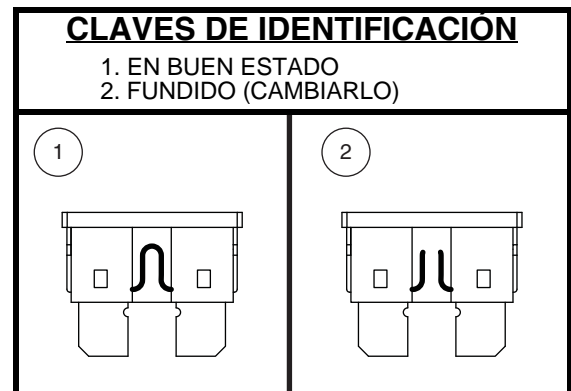 CLAVES DE IDENTIFICACIÓN
1. EN BUEN ESTADO
2. FUNDIDO (CAMBIARLO)
1
2